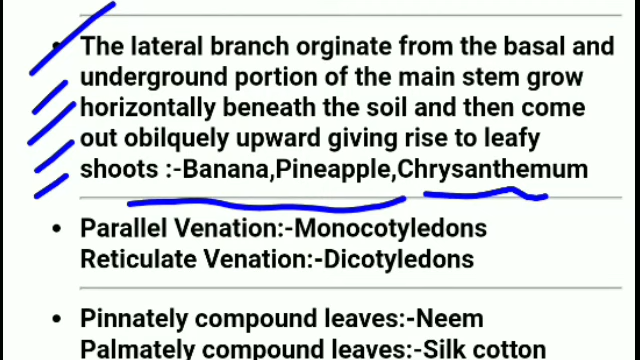 The lateral branch orginate from the basal and
underground portion of the main stem grow
horizontally beneath the soil and then come
out obilquely upward giving rise to leafy
shoots :-Banana,Pineapple,Chrysanthemum
Parallel Venation:-Monocotyledons
Reticulate Venation:-Dicotyledons
Pinnately compound leaves:-Neem
Palmately compound leaves:-Silk cotton